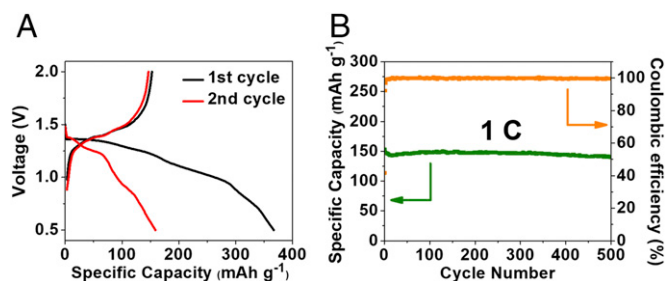 A
Voltage (V)
2.0
1.5
1.0
0.5
1st cycle
2nd cycle
0 100 200 300 400
Specific Capacity (mAh g⁻¹)
B
Specific Capacity (mAh g⁻¹)
300
250
200
150
100
50
0
1 C
100
80
60
40
20
0
Coulombic efficiency (%)
0 100 200 300 400 500
Cycle Number